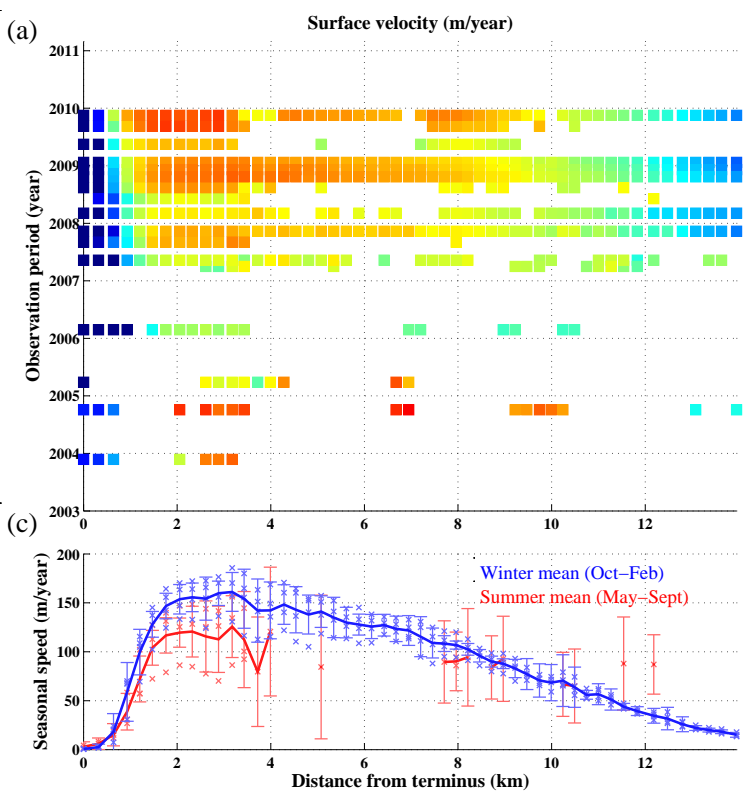 (a)
Surface velocity (m/year)
Observation period (year)
2011
2010
2009
2008
2007
2006
2005
2004
2003
0 2 4 6 8 10 12
(c)
Seasonal speed (m/year)
200
150
100
50
0
Winter mean (Oct–Feb)
Summer mean (May–Sept)
0 2 4 6 8 10 12
Distance from terminus (km)